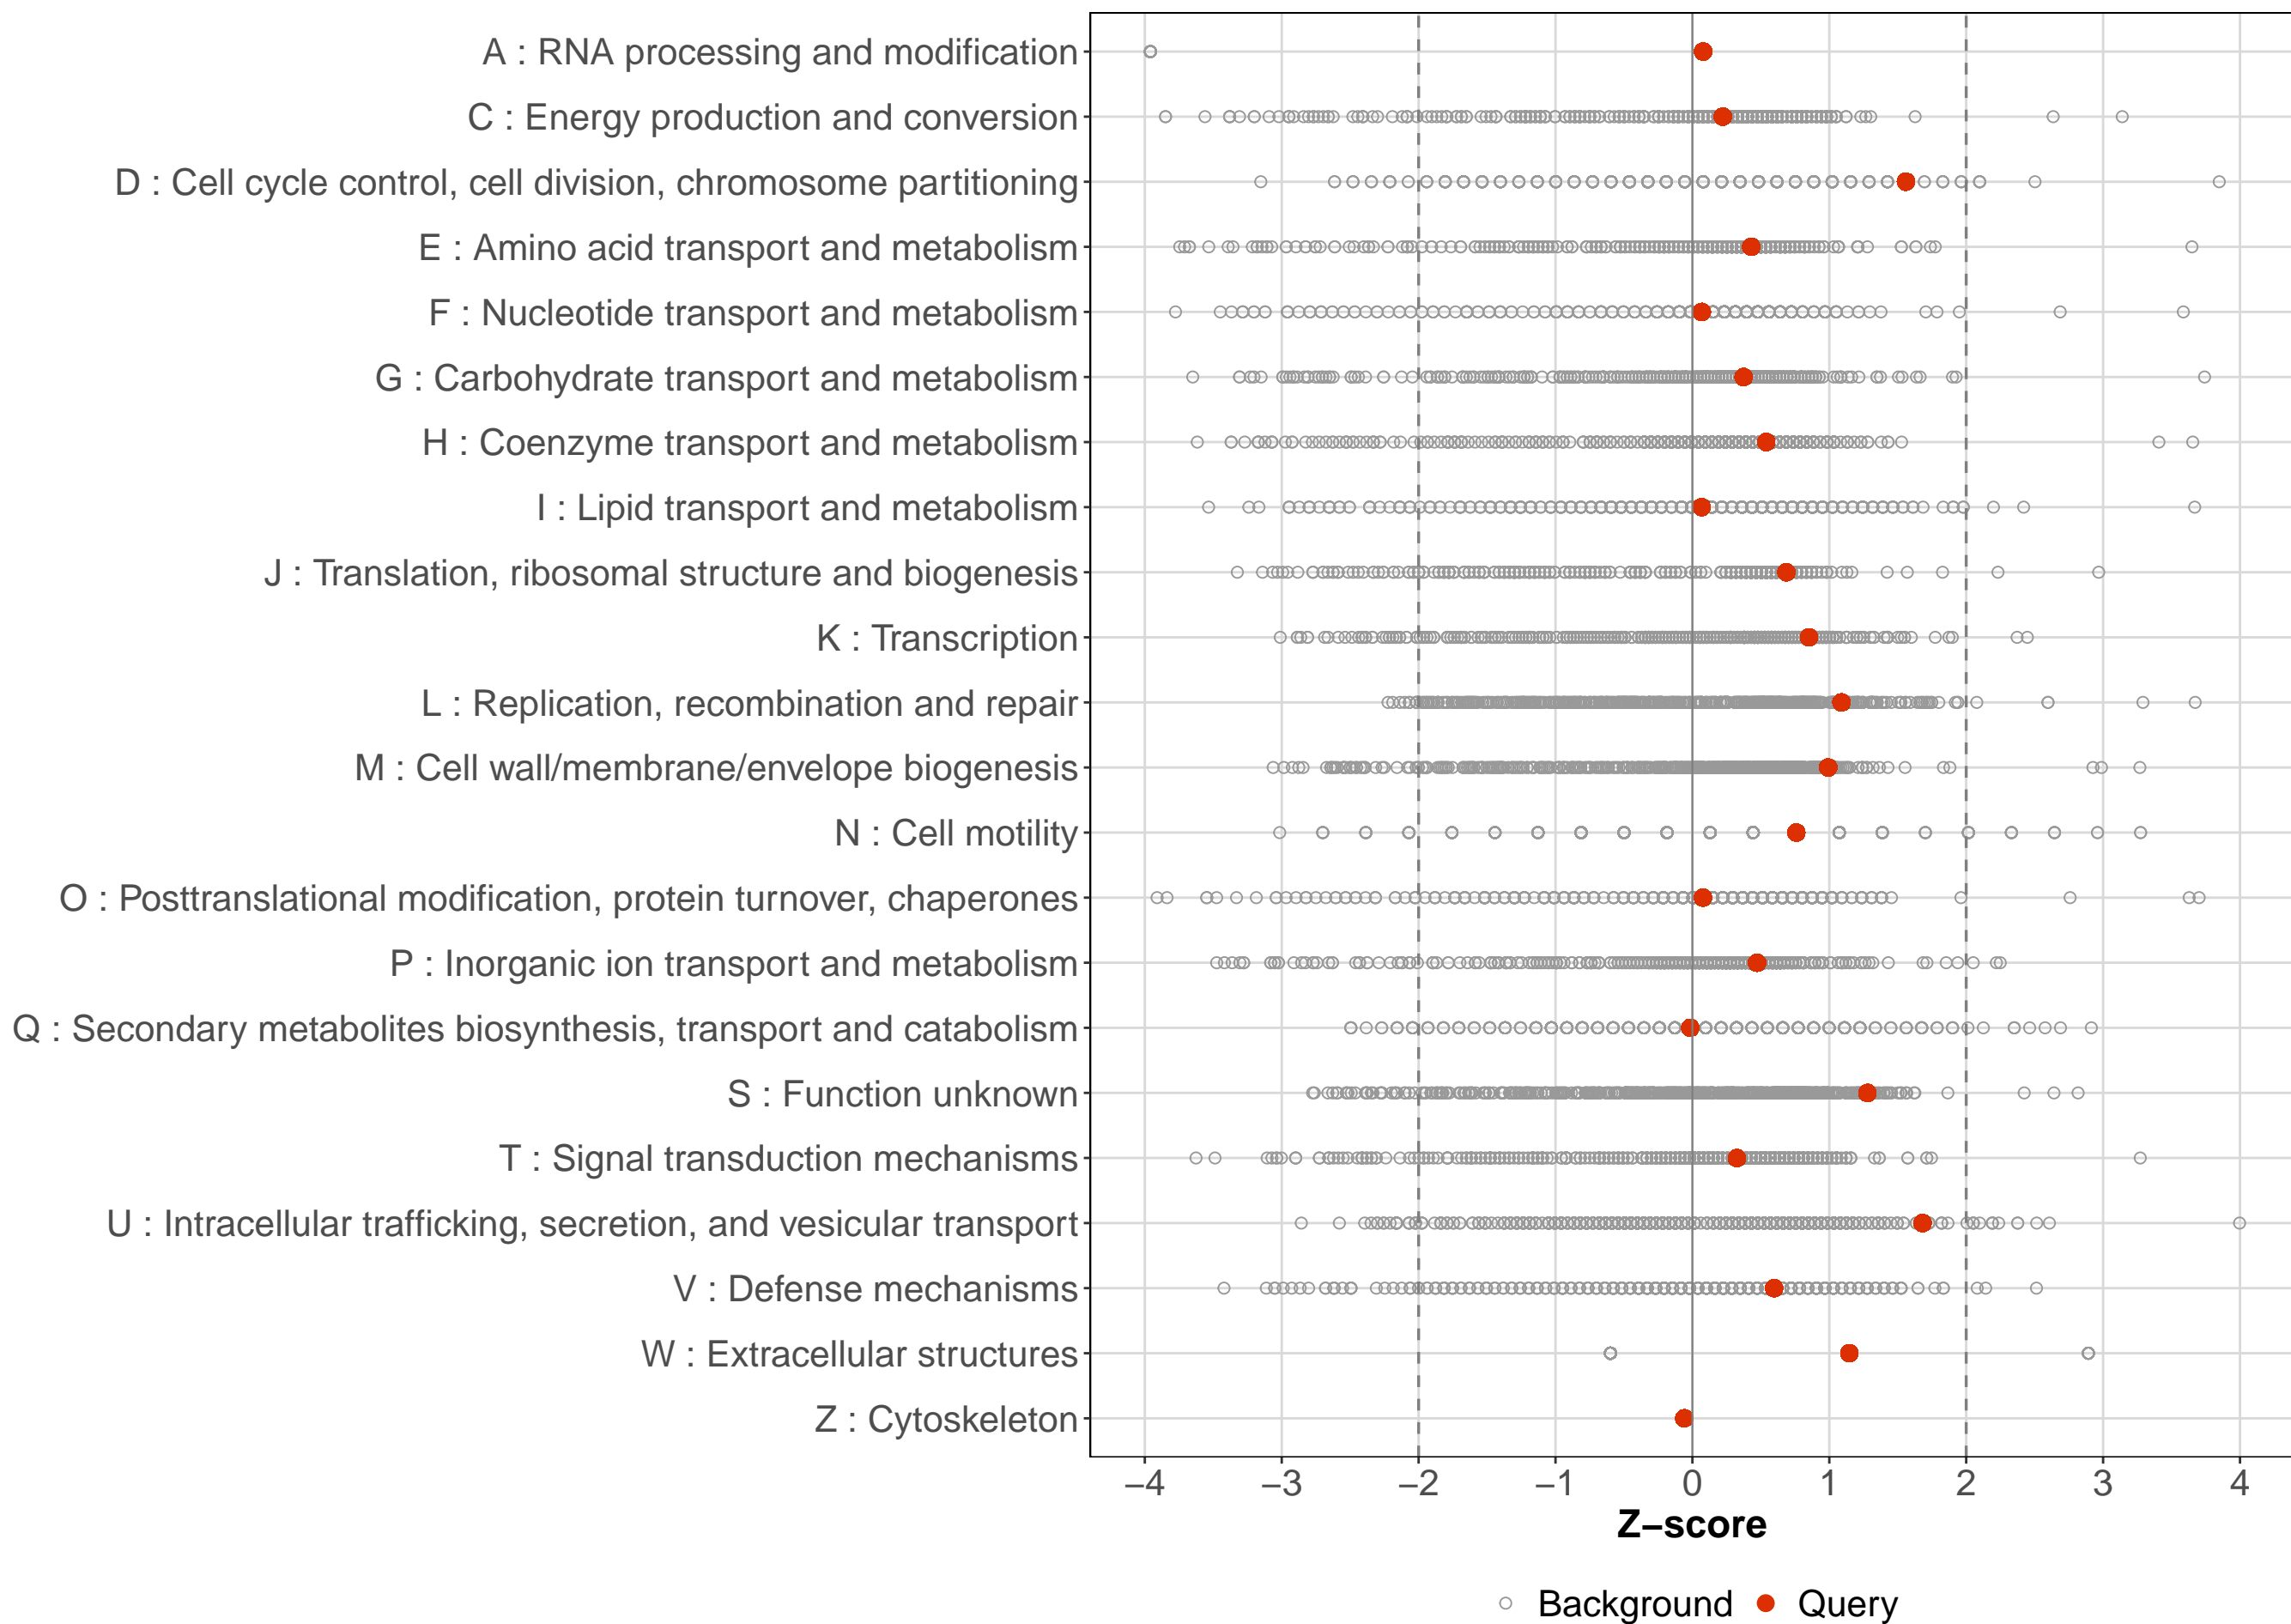 A : RNA processing and modification
C : Energy production and conversion
D : Cell cycle control, cell division, chromosome partitioning
E : Amino acid transport and metabolism
F : Nucleotide transport and metabolism
G : Carbohydrate transport and metabolism
H : Coenzyme transport and metabolism
I : Lipid transport and metabolism
J : Translation, ribosomal structure and biogenesis
K : Transcription
L : Replication, recombination and repair
M : Cell wall/membrane/envelope biogenesis
N : Cell motility
O : Posttranslational modification, protein turnover, chaperones
P : Inorganic ion transport and metabolism
Q : Secondary metabolites biosynthesis, transport and catabolism
S : Function unknown
T : Signal transduction mechanisms
U : Intracellular trafficking, secretion, and vesicular transport
V : Defense mechanisms
W : Extracellular structures
Z : Cytoskeleton
−4 −3 −2 −1 0 1 2 3 4
Z−score
Background Query